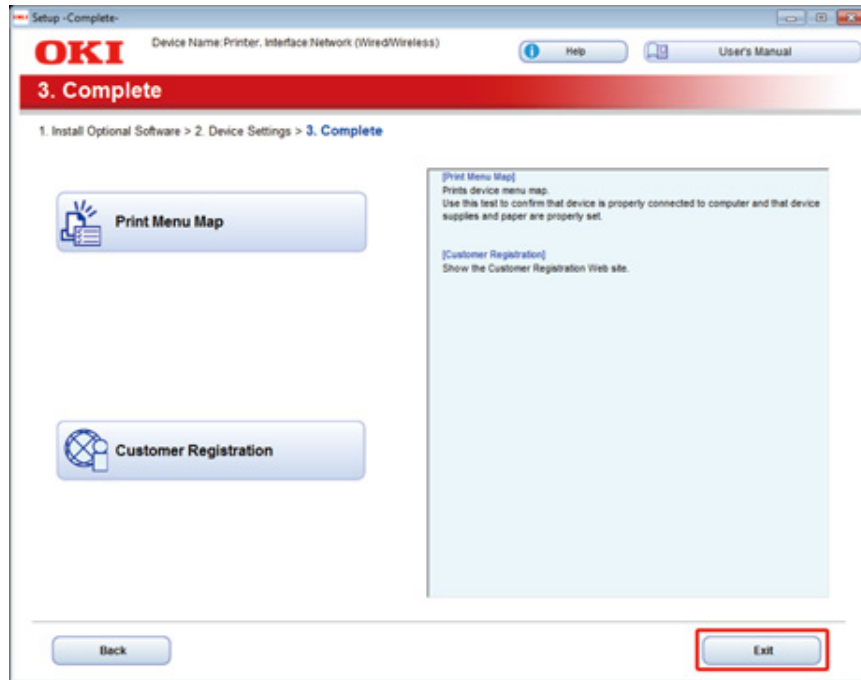 Setup -Complete-
OKI
Device Name:Printer, Interface:Network (Wired/Wireless)
Help
User's Manual
3. Complete
1. Install Optional Software > 2. Device Settings > 3. Complete
Print Menu Map
[Print Menu Map]
Prints device menu map.
Use this test to confirm that device is properly connected to computer and that device
supplies and paper are properly set.
[Customer Registration]
Show the Customer Registration Web site.
Customer Registration
Back
Exit